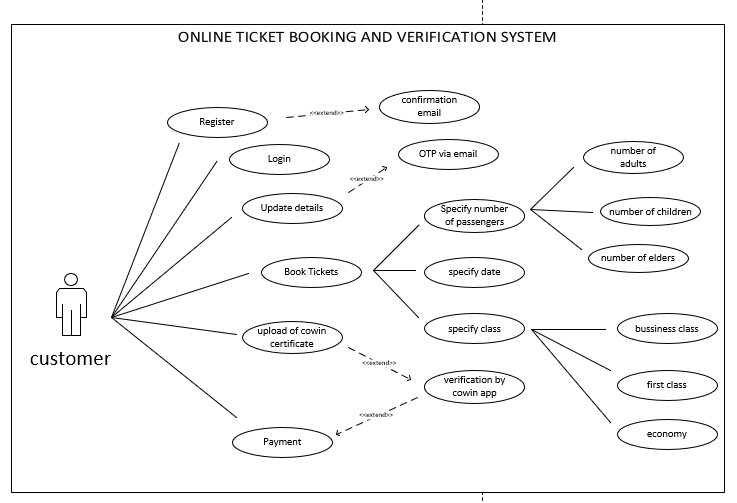 ONLINE TICKET BOOKING AND VERIFICATION SYSTEM
confirmation
email
<<extend>>
Register
number of
adults
OTP via email
Login
<<extend>>
Update details
Specify number
of passengers
number of children
number of elders
Book Tickets
specify date
upload of cowin
certificate
specify class
bussiness class
customer
<<extend>>
verification by
cowin app
first class
<<extend>>
Payment
economy